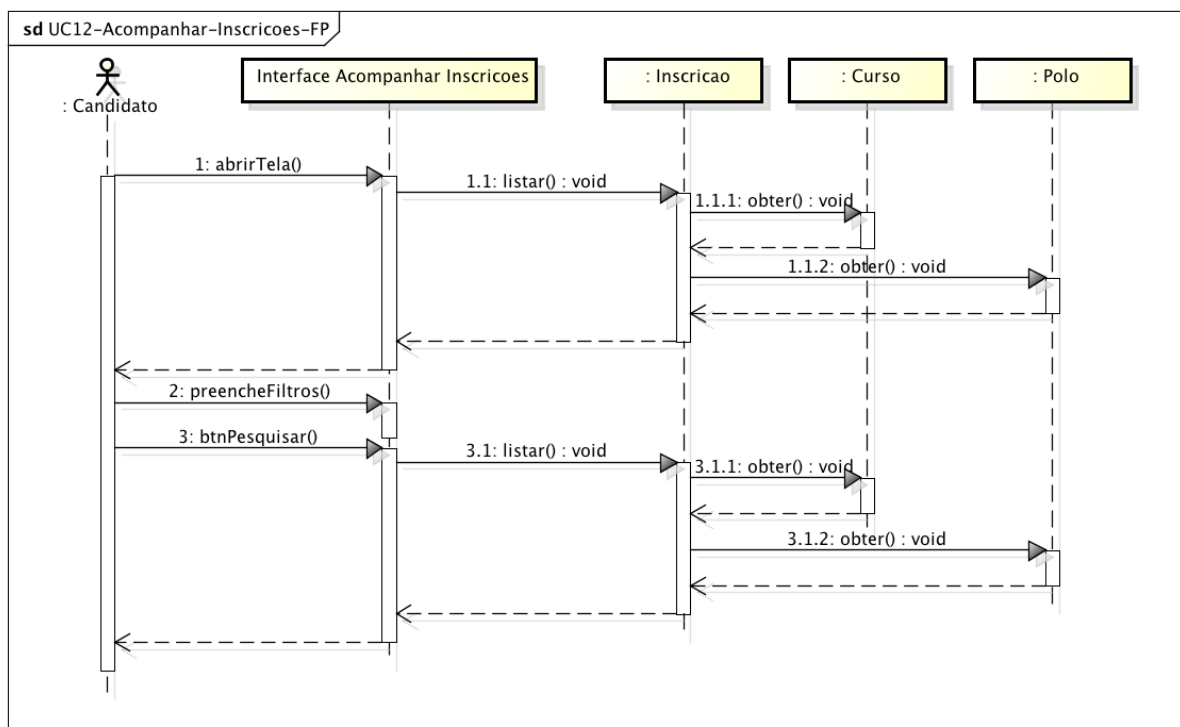 sd UC12-Acompanhar-Inscricoes-FP
: Candidato
Interface Acompanhar Inscricoes
: Inscricao
: Curso
: Polo
1: abrirTela()
1.1: listar() : void
1.1.1: obter() : void
1.1.2: obter() : void
2: preencheFiltros()
3: btnPesquisar()
3.1: listar() : void
3.1.1: obter() : void
3.1.2: obter() : void